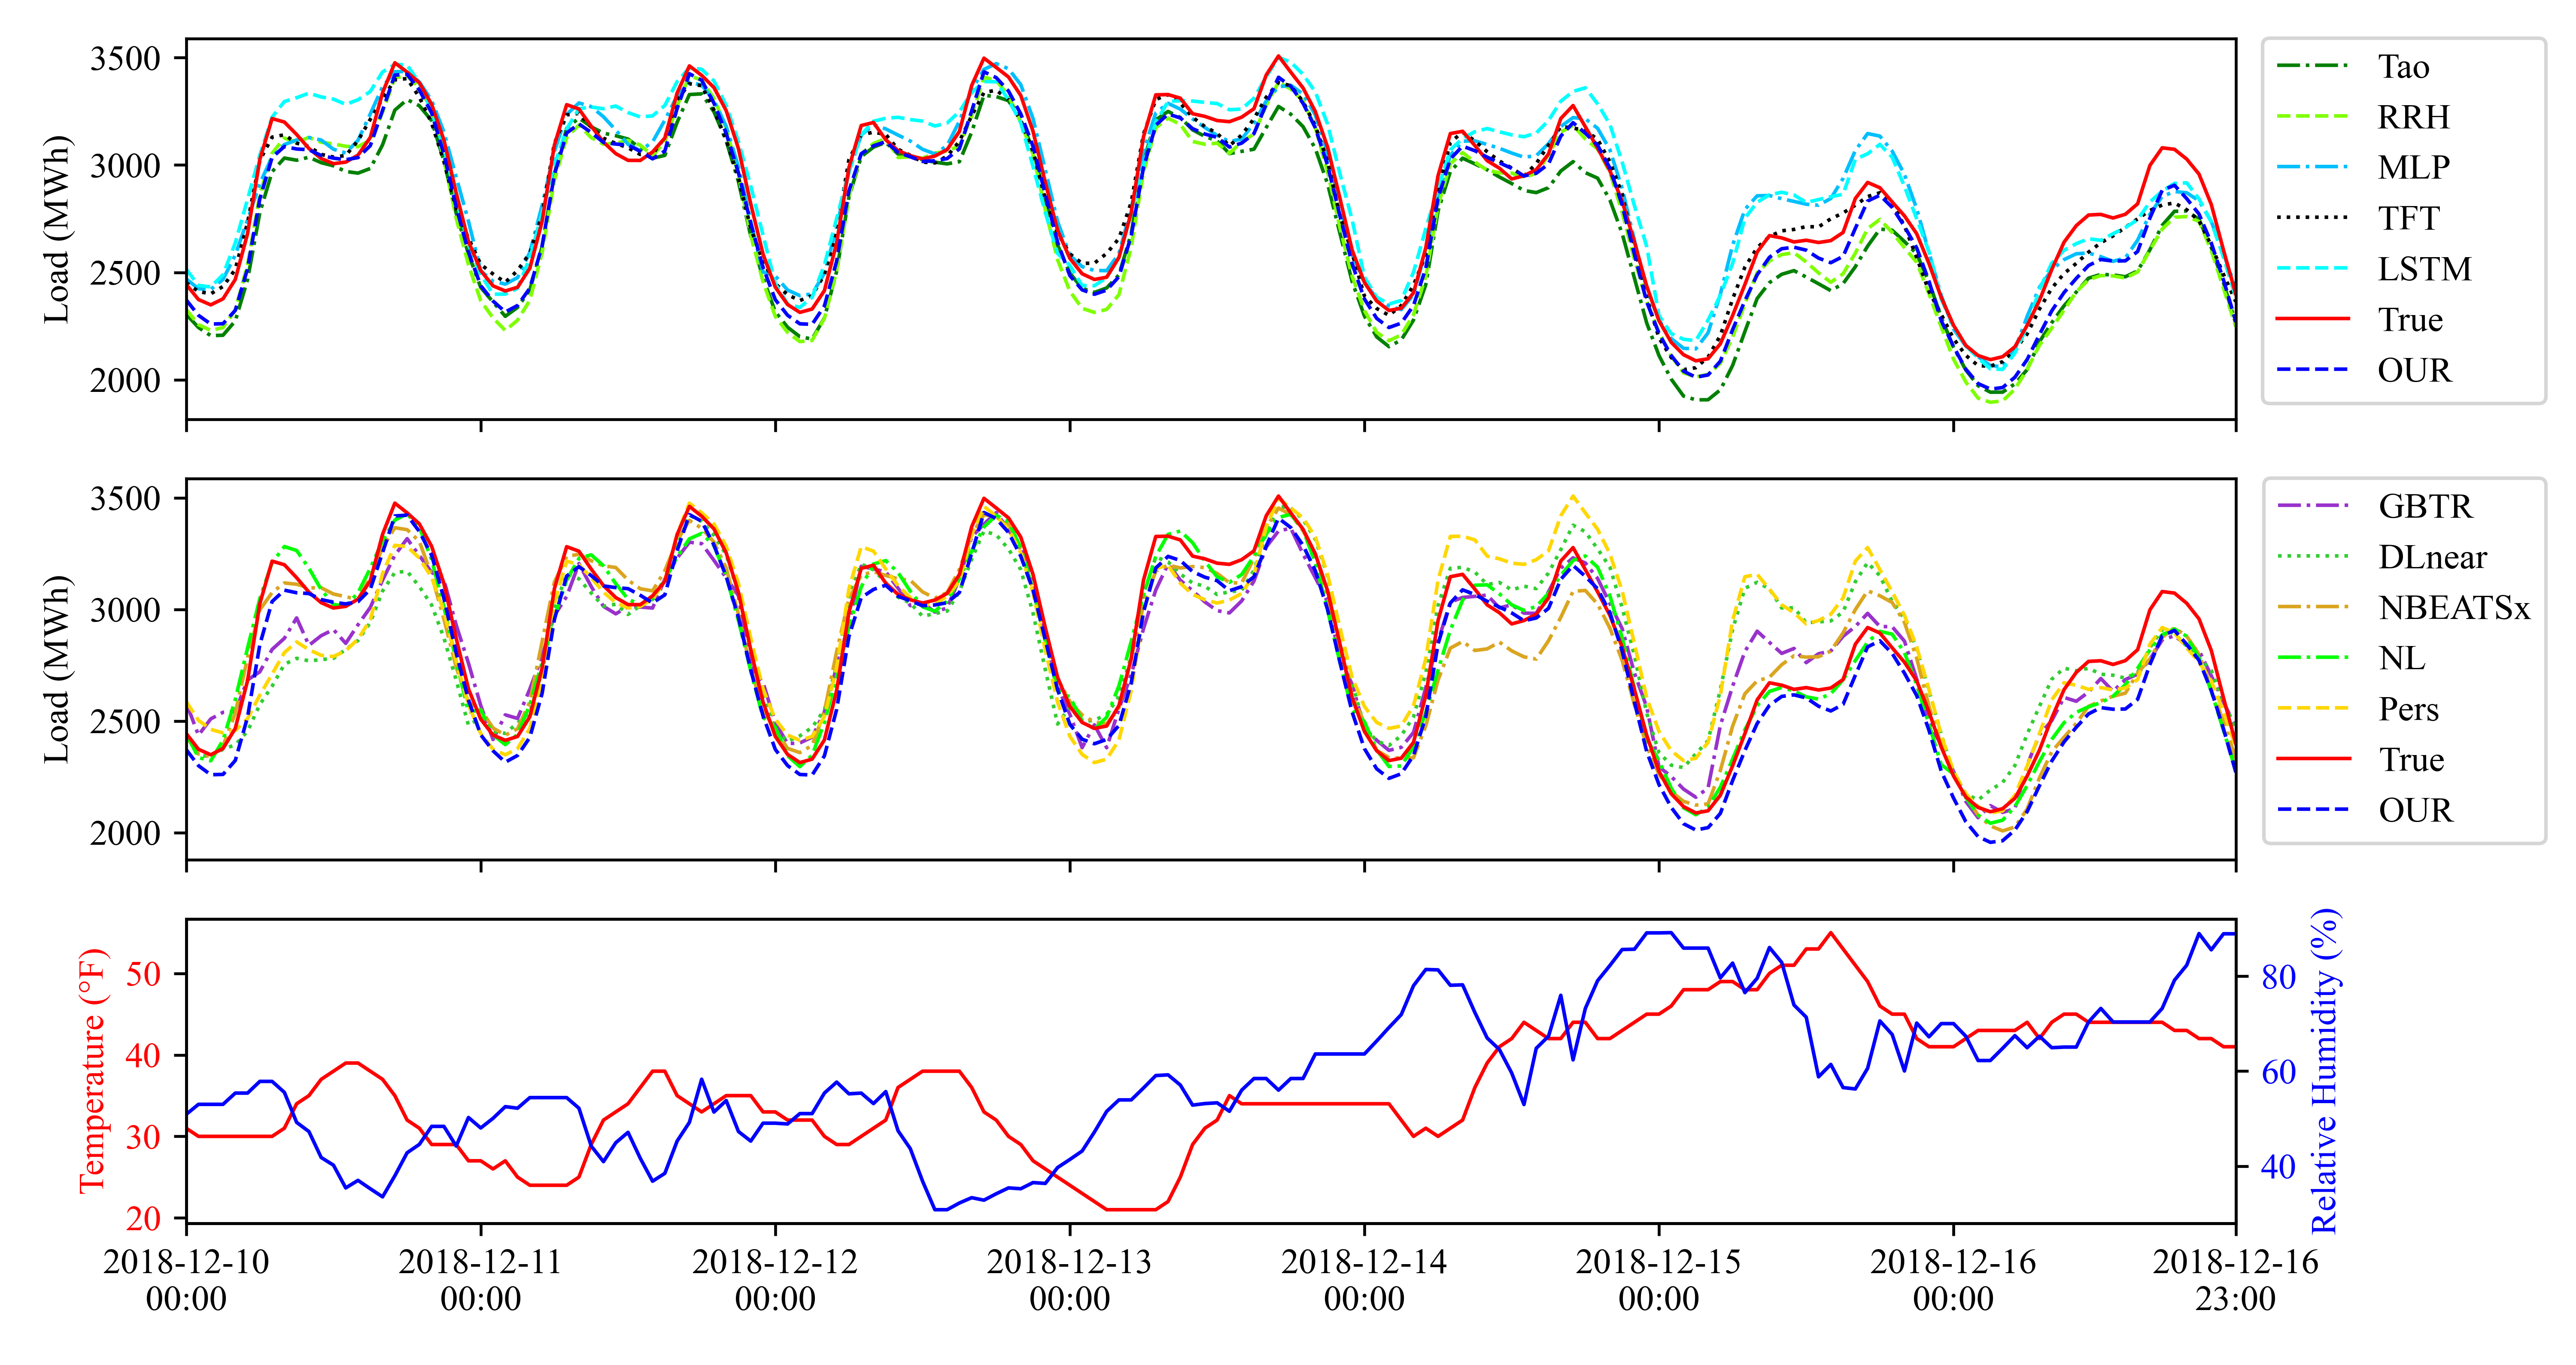 Load (MWh)
3500
3000
2500
2000
Tao
RRH
MLP
TFT
LSTM
True
OUR
Load (MWh)
3500
3000
2500
2000
GBTR
DLnear
NBEATSx
NL
Pers
True
OUR
Temperature (°F)
50
40
30
20
80
60
40
Relative Humidity (%)
2018-12-10 2018-12-11 2018-12-12 2018-12-13 2018-12-14 2018-12-15 2018-12-16 2018-12-16
00:00 00:00 00:00 00:00 00:00 00:00 00:00 23:00